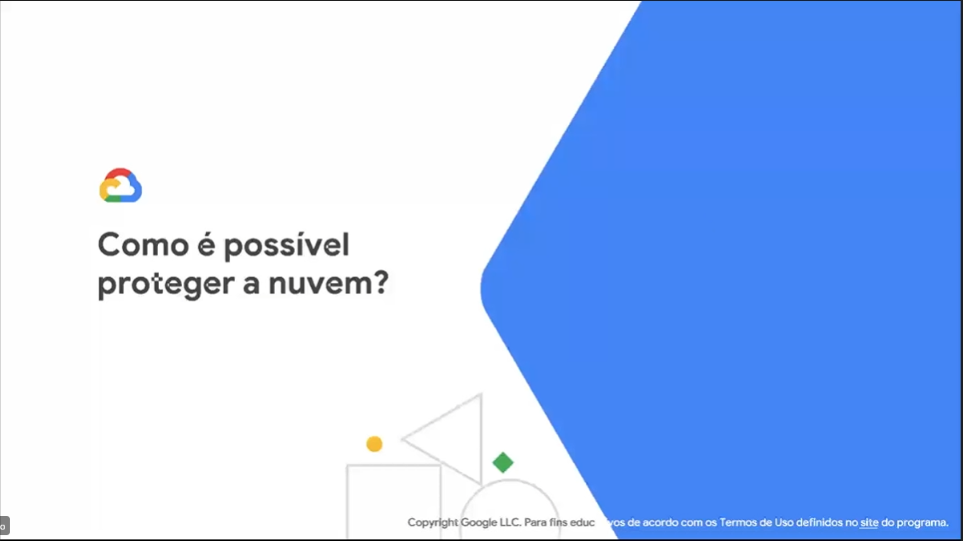 Como é possível
proteger a nuvem?
Copyright Google LLC. Para fins educ vos de acordo com os Termos de Uso definidos no site do programa.